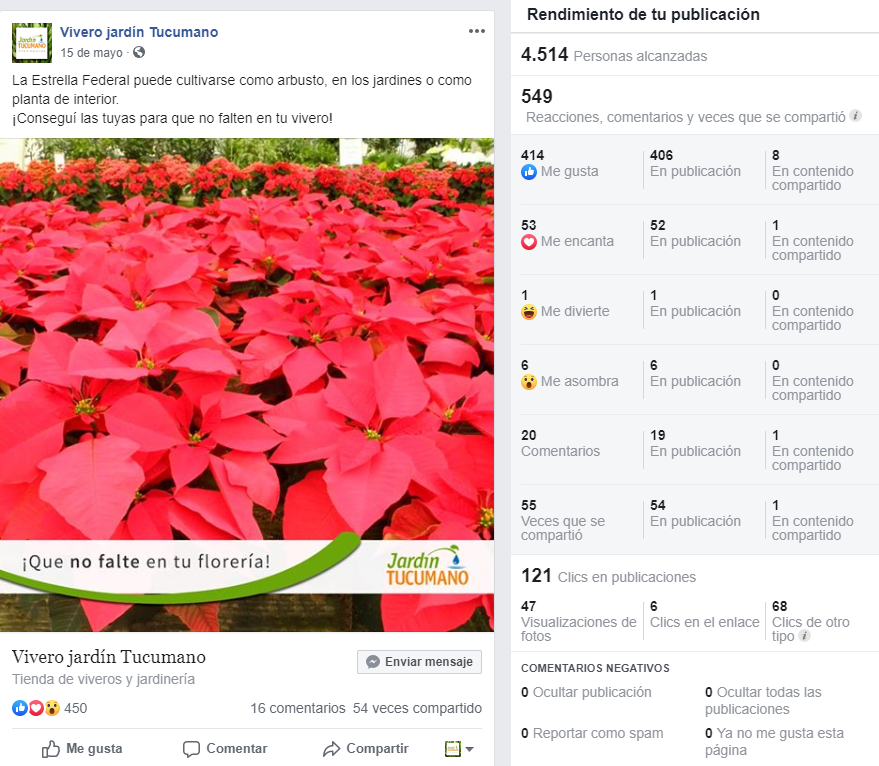 Vivero jardín Tucumano
15 de mayo ·
La Estrella Federal puede cultivarse como arbusto, en los jardines o como
planta de interior.
¡Conseguí las tuyas para que no falten en tu vivero!
¡Que no falte en tu florería!
Jardín
TUCUMANO
Vivero jardín Tucumano
Tienda de viveros y jardinería
Enviar mensaje
450
16 comentarios 54 veces compartido
Me gusta
Comentar
Compartir
Rendimiento de tu publicación
4.514 Personas alcanzadas
549
Reacciones, comentarios y veces que se compartió
414
Me gusta
406
En publicación
8
En contenido
compartido
53
Me encanta
52
En publicación
1
En contenido
compartido
1
Me divierte
1
En publicación
0
En contenido
compartido
6
Me asombra
6
En publicación
0
En contenido
compartido
20
Comentarios
19
En publicación
1
En contenido
compartido
55
Veces que se
compartió
54
En publicación
1
En contenido
compartido
121 Clics en publicaciones
47
Visualizaciones de
fotos
6
Clics en el enlace
68
Clics de otro
tipo
COMENTARIOS NEGATIVOS
0 Ocultar publicación
0 Ocultar todas las
publicaciones
0 Reportar como spam
0 Ya no me gusta esta
página